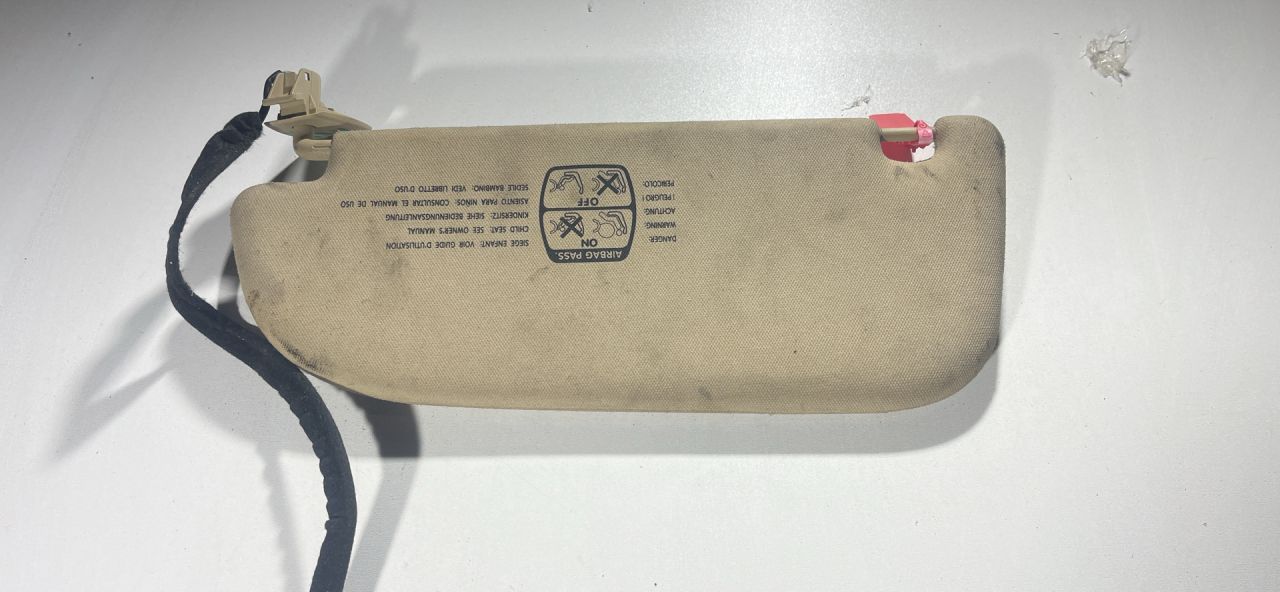 DANGER:
WARNING:
ACHTUNG:
¡ PELIGRO !
PERICOLO:
AIRBAG PASS.
ON
OFF
SIEGE ENFANT: VOIR GUIDE D'UTILISATION
CHILD SEAT: SEE OWNER'S MANUAL
KINDERSITZ: SIEHE BEDIENUNGSANLEITUNG
ASIENTO PARA NINOS: CONSULTAR EL MANUAL DE USO
SEDILE BAMBINO: VEDI LIBRETTO D'USO